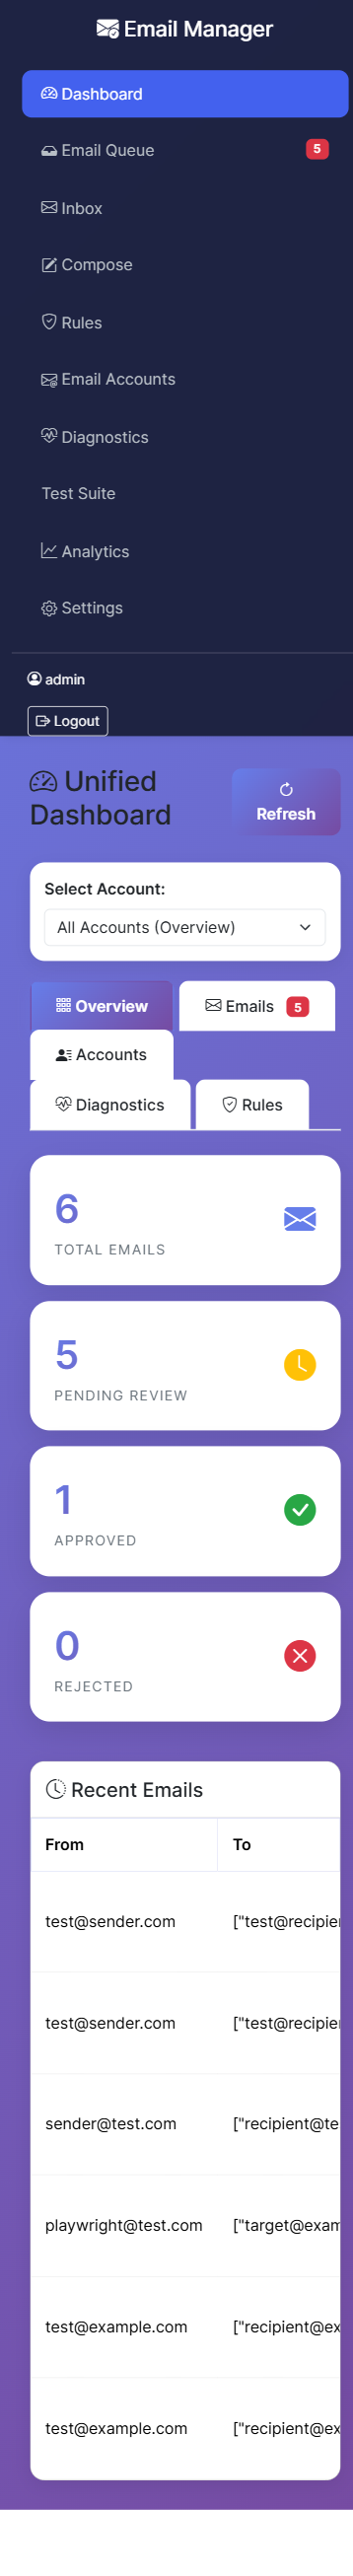 Email Manager
Dashboard
Email Queue 5
Inbox
Compose
Rules
Email Accounts
Diagnostics
Test Suite
Analytics
Settings
admin
Logout
Unified
Dashboard
Refresh
Select Account:
All Accounts (Overview)
Overview Emails 5
Accounts
Diagnostics Rules
6
TOTAL EMAILS
5
PENDING REVIEW
1
APPROVED
0
REJECTED
Recent Emails
From To
test@sender.com ["test@recipien
test@sender.com ["test@recipien
sender@test.com ["recipient@te
playwright@test.com ["target@exam
test@example.com ["recipient@ex
test@example.com ["recipient@ex